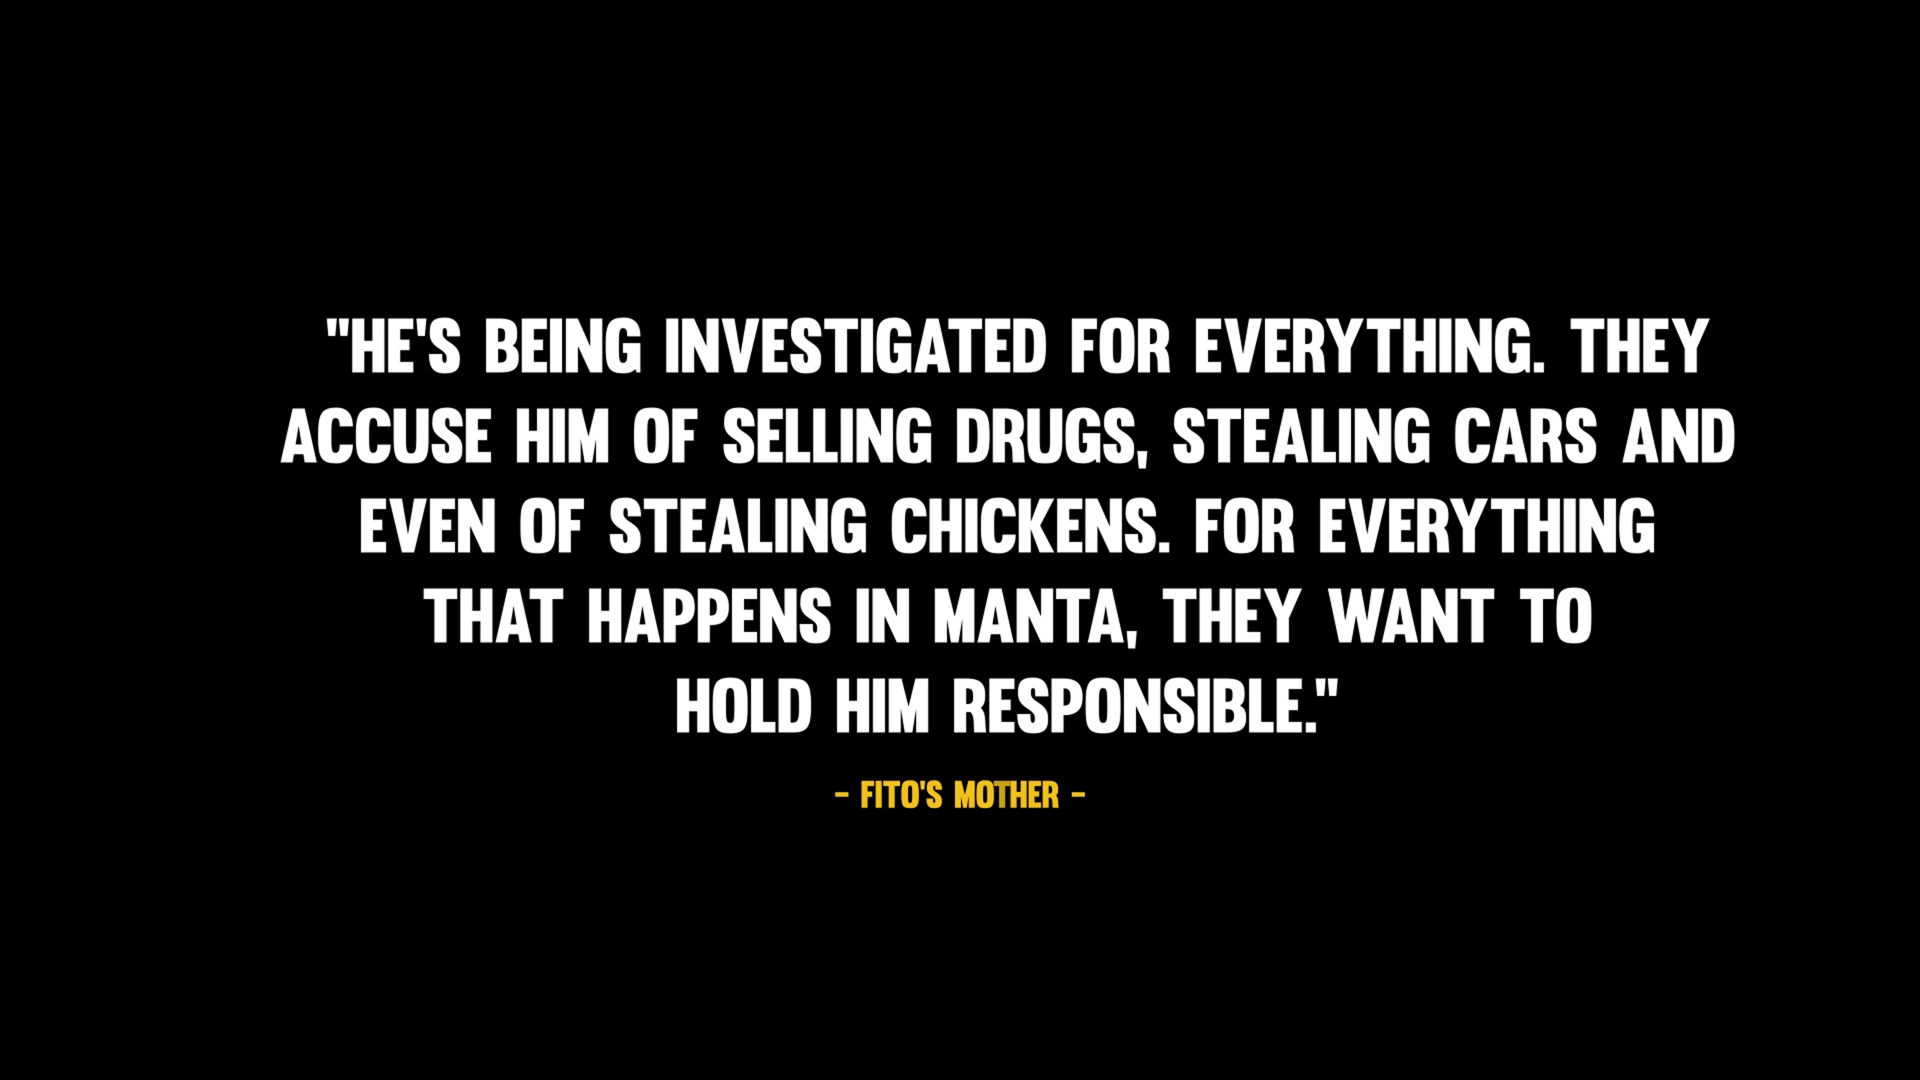 "HE'S BEING INVESTIGATED FOR EVERYTHING. THEY
ACCUSE HIM OF SELLING DRUGS, STEALING CARS AND
EVEN OF STEALING CHICKENS. FOR EVERYTHING
THAT HAPPENS IN MANTA, THEY WANT TO
HOLD HIM RESPONSIBLE."
- FITO'S MOTHER -